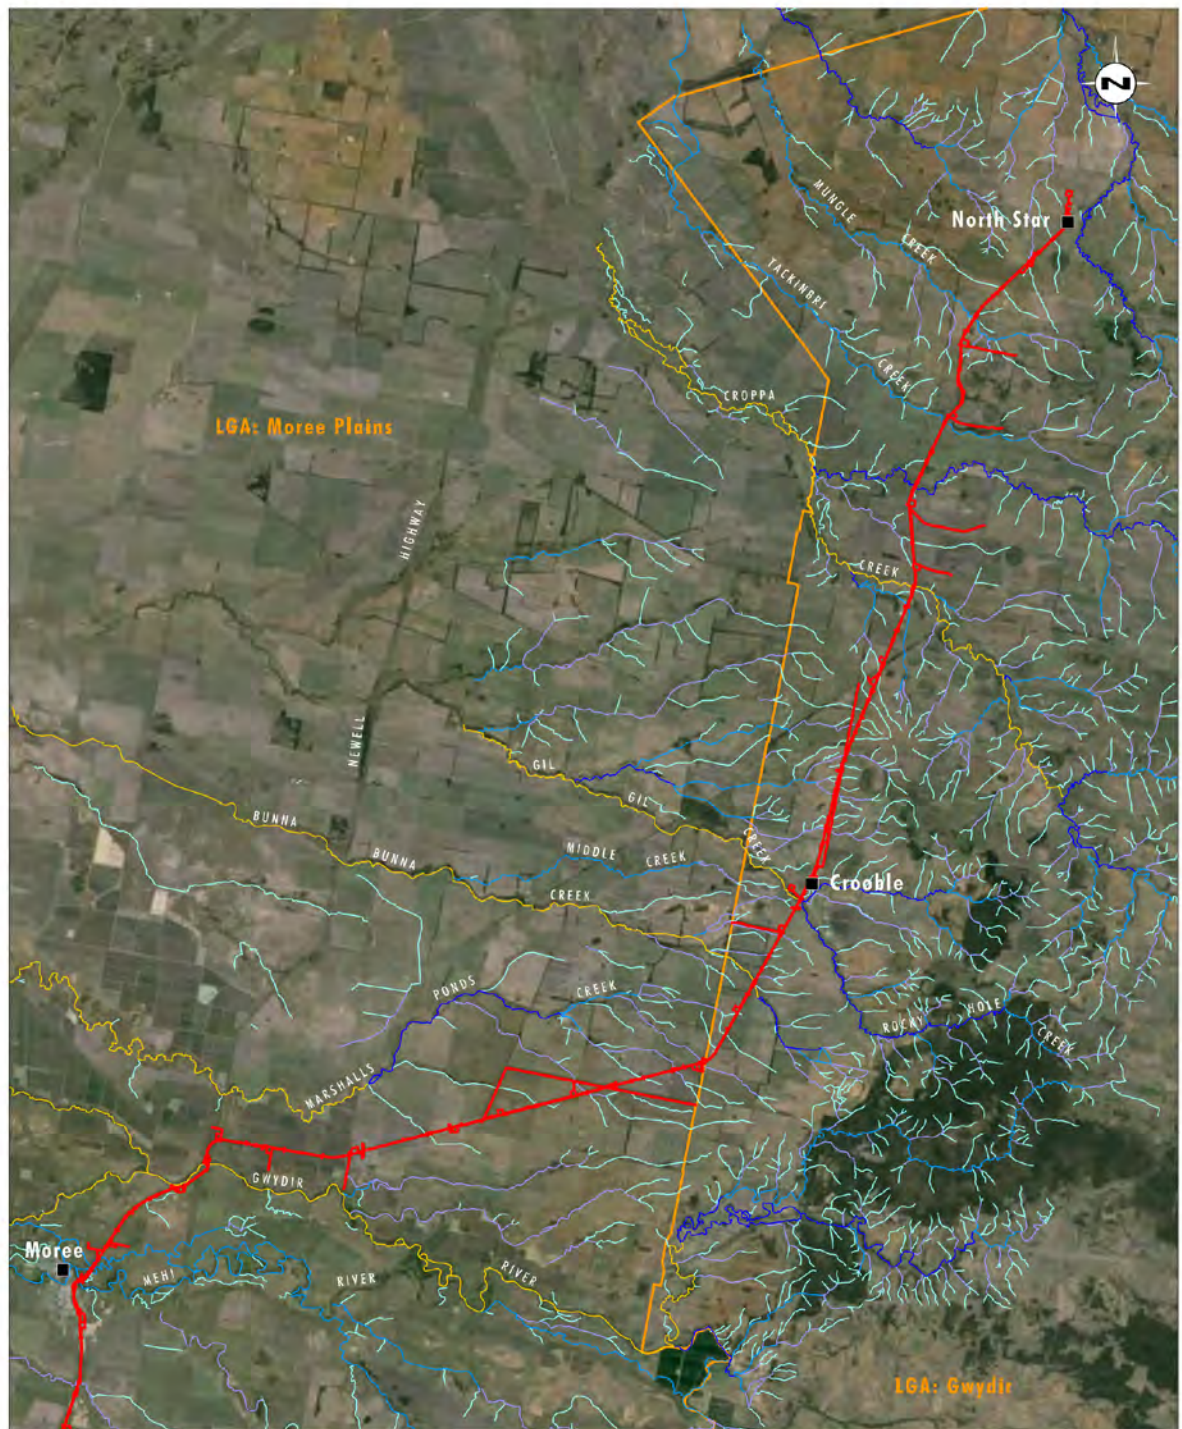 N
North Star
MUNGLE
CREEK
TACKINBRI
CREEK
CROPPA
LGA: Moree Plains
HIGHWAY
CREEK
NEWELL
GIL
GIL
CREEK
BUNNA
BUNNA
MIDDLE
CREEK
CREEK
Crooble
PONDS
CREEK
ROCKY
HOLE
CREEK
MARSHALLS
GWYDIR
Moree
MEHI
RIVER
RIVER
LGA: Gwydir